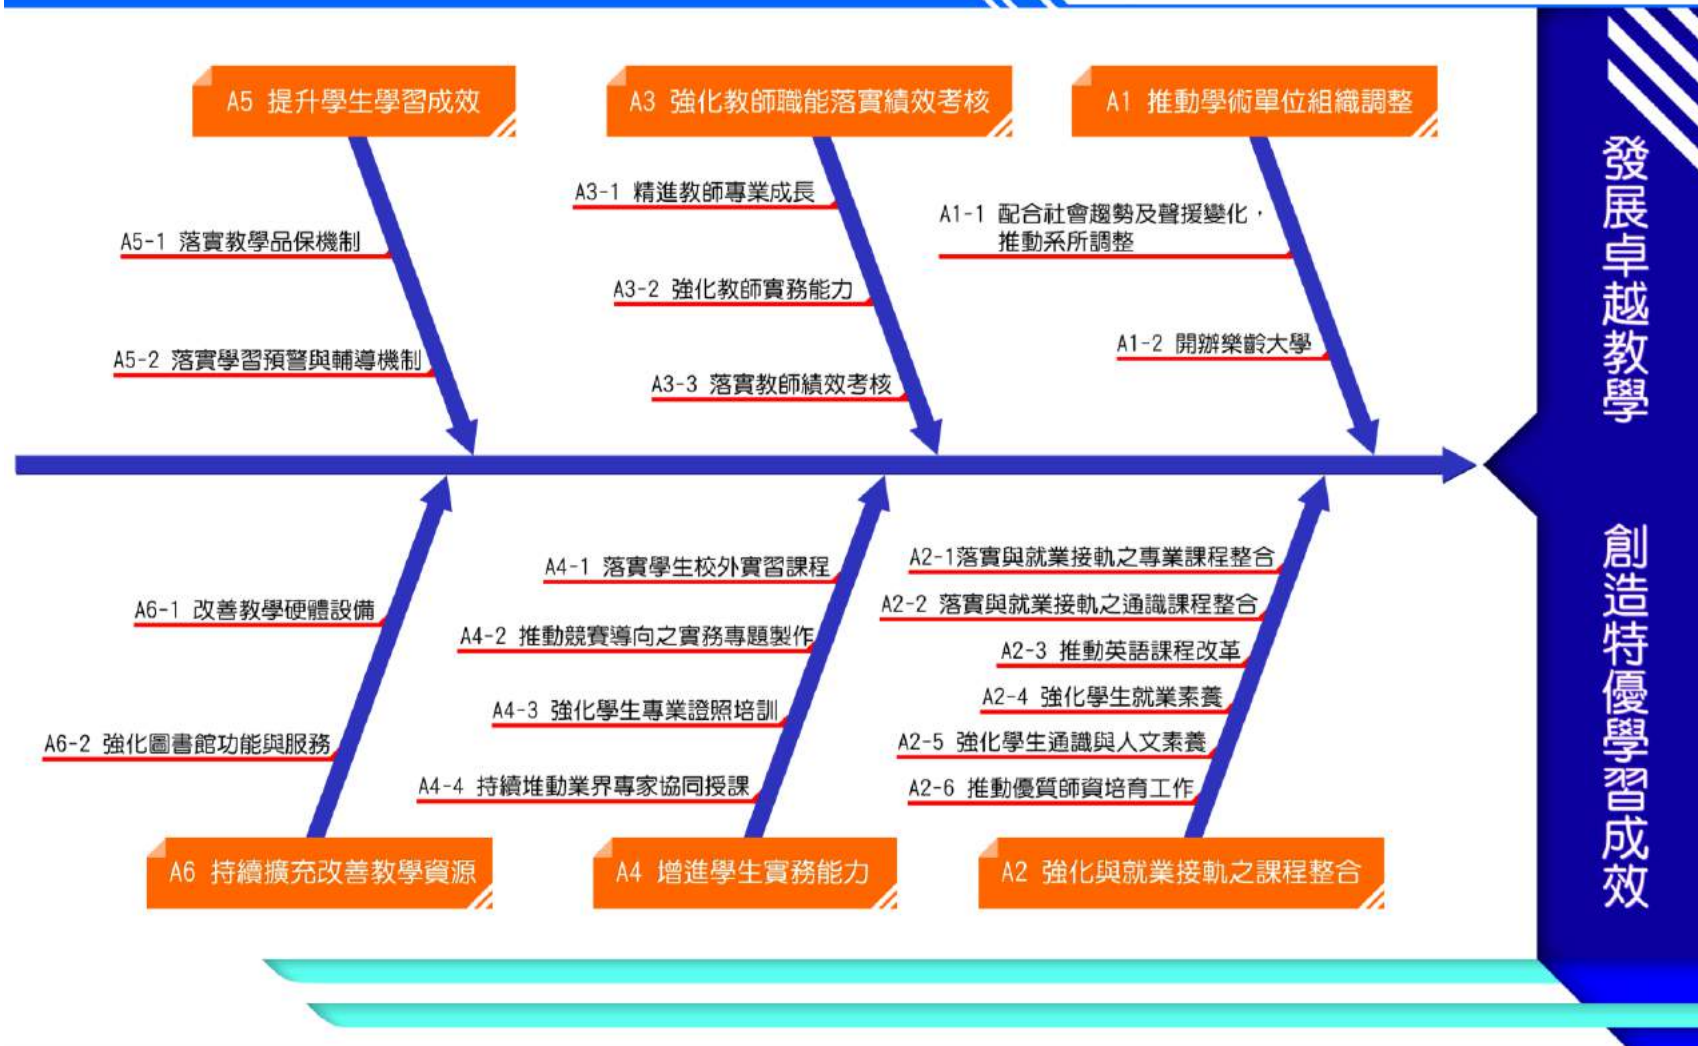 A5 提升學生學習成效
A3 強化教師職能落實績效考核
A1 推動學術單位組織調整
A5-1 落實教學品保機制
A5-2 落實學習預警與輔導機制
A3-1 精進教師專業成長
A3-2 強化教師實務能力
A3-3 落實教師績效考核
A1-1 配合社會趨勢及聲援變化，
推動系所調整
A1-2 開辦樂齡大學
A6-1 改善教學硬體設備
A6-2 強化圖書館功能與服務
A4-1 落實學生校外實習課程
A4-2 推動競賽導向之實務專題製作
A4-3 強化學生專業證照培訓
A4-4 持續堆動業界專家協同授課
A2-1落實與就業接軌之專業課程整合
A2-2 落實與就業接軌之通識課程整合
A2-3 推動英語課程改革
A2-4 強化學生就業素養
A2-5 強化學生通識與人文素養
A2-6 推動優質師資培育工作
A6 持續擴充改善教學資源
A4 增進學生實務能力
A2 強化與就業接軌之課程整合
發展卓越教學 創造特優學習成效